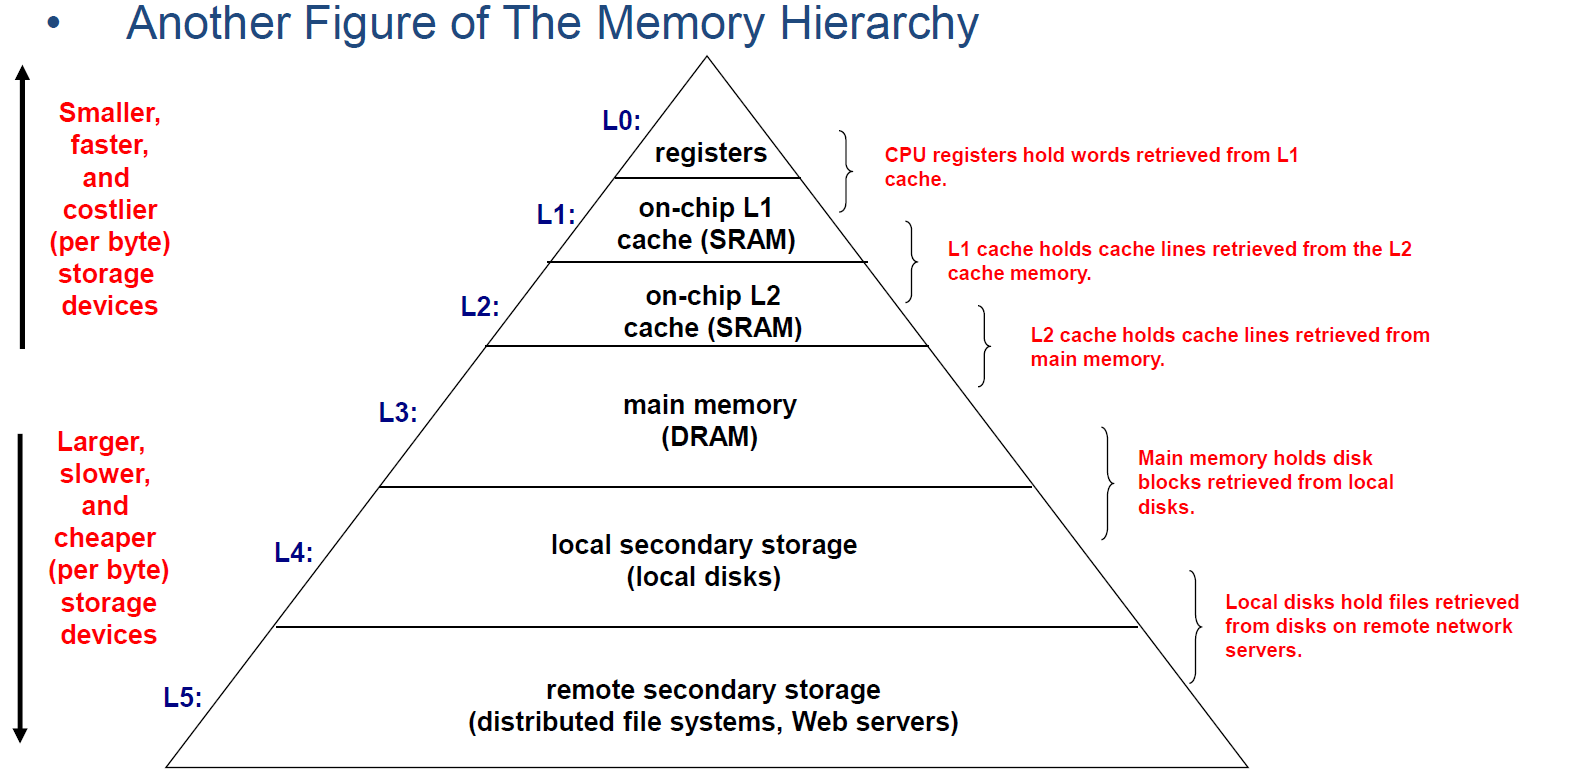 • Another Figure of The Memory Hierarchy
Smaller,
faster,
and
costlier
(per byte)
storage
devices
Larger,
slower,
and
cheaper
(per byte)
storage
devices
L0:
registers
CPU registers hold words retrieved from L1
cache.
L1:
on-chip L1
cache (SRAM)
L1 cache holds cache lines retrieved from the L2
cache memory.
L2:
on-chip L2
cache (SRAM)
L2 cache holds cache lines retrieved from
main memory.
L3:
main memory
(DRAM)
Main memory holds disk
blocks retrieved from local
disks.
L4:
local secondary storage
(local disks)
Local disks hold files retrieved
from disks on remote network
servers.
L5:
remote secondary storage
(distributed file systems, Web servers)